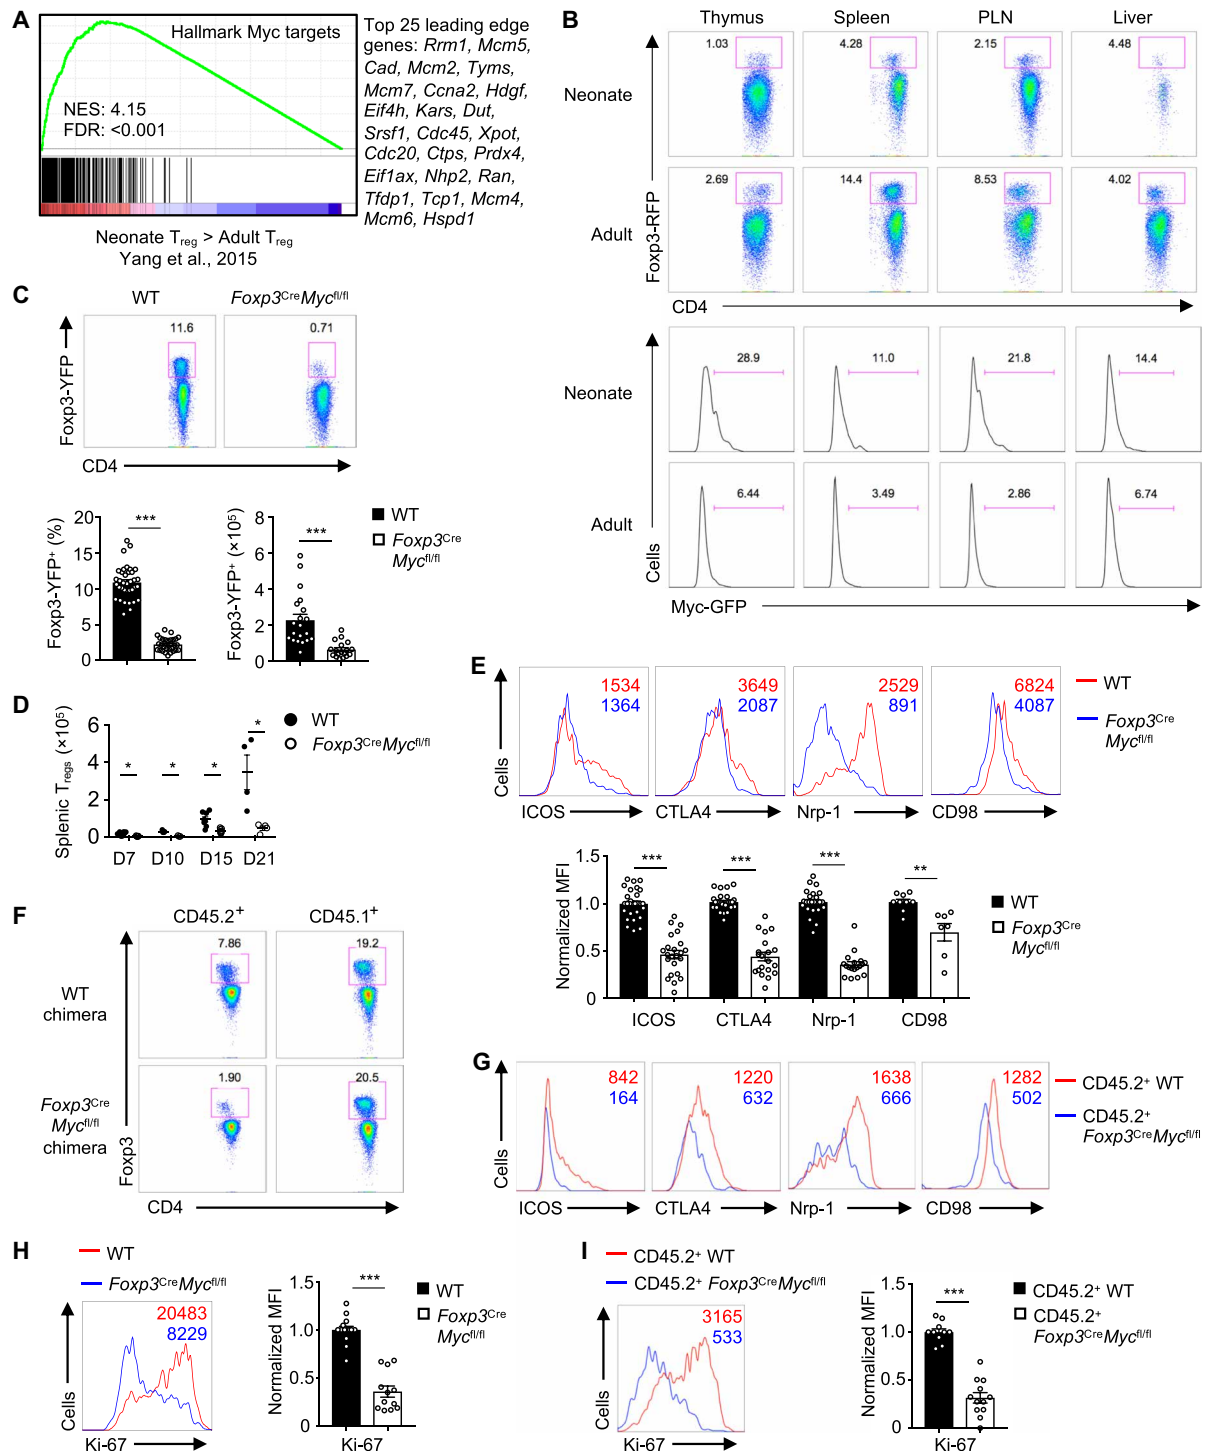 A
Hallmark Myc targets
NES: 4.15
FDR: <0.001
Neonate Treg > Adult Treg
Yang et al., 2015
Top 25 leading edge
genes: Rrm1, Mcm5,
Cad, Mcm2, Tyms,
Mcm7, Ccna2, Hdgf,
Eif4h, Kars, Dut,
Srsf1, Cdc45, Xpot,
Cdc20, Ctps, Prdx4,
Eif1ax, Nhp2, Ran,
Tfdp1, Tcp1, Mcm4,
Mcm6, Hspd1
B
Thymus Spleen PLN Liver
Neonate
1.03 4.28 2.15 4.48
Adult
2.69 14.4 8.53 4.02
Foxp3-RFP
CD4
Neonate
28.9 11.0 21.8 14.4
Adult
6.44 3.49 2.86 6.74
Cells
Myc-GFP
C
WT Foxp3CreMycfl/fl
11.6 0.71
Foxp3-YFP
CD4
Foxp3-YFP+ (%)
20
15
10
5
0
***
Foxp3-YFP+ (×10⁵)
8
6
4
2
0
***
WT
Foxp3Cre
Mycfl/fl
D
Splenic Tregs (×10⁵)
6
4
2
0
* * * *
D7 D10 D15 D21
WT
Foxp3CreMycfl/fl
E
Cells
1534 3649 2529 6824
1364 2087 891 4087
ICOS CTLA4 Nrp-1 CD98
WT
Foxp3Cre
Mycfl/fl
Normalized MFI
1.5
1.0
0.5
0
*** *** *** **
ICOS CTLA4 Nrp-1 CD98
WT
Foxp3Cre
Mycfl/fl
F
CD45.2+ CD45.1+
WT
chimera
7.86 19.2
Foxp3Cre
Mycfl/fl
chimera
1.90 20.5
Foxp3
CD4
G
Cells
842 1220 1638 1282
164 632 666 502
ICOS CTLA4 Nrp-1 CD98
CD45.2+ WT
CD45.2+
Foxp3CreMycfl/fl
H
WT
Foxp3CreMycfl/fl
20483
8229
Cells
Ki-67
Normalized MFI
1.5
1.0
0.5
0
***
Ki-67
WT
Foxp3Cre
Mycfl/fl
I
CD45.2+ WT
CD45.2+ Foxp3CreMycfl/fl
3165
533
Cells
Ki-67
Normalized MFI
1.5
1.0
0.5
0
***
Ki-67
CD45.2+ WT
CD45.2+
Foxp3CreMycfl/fl